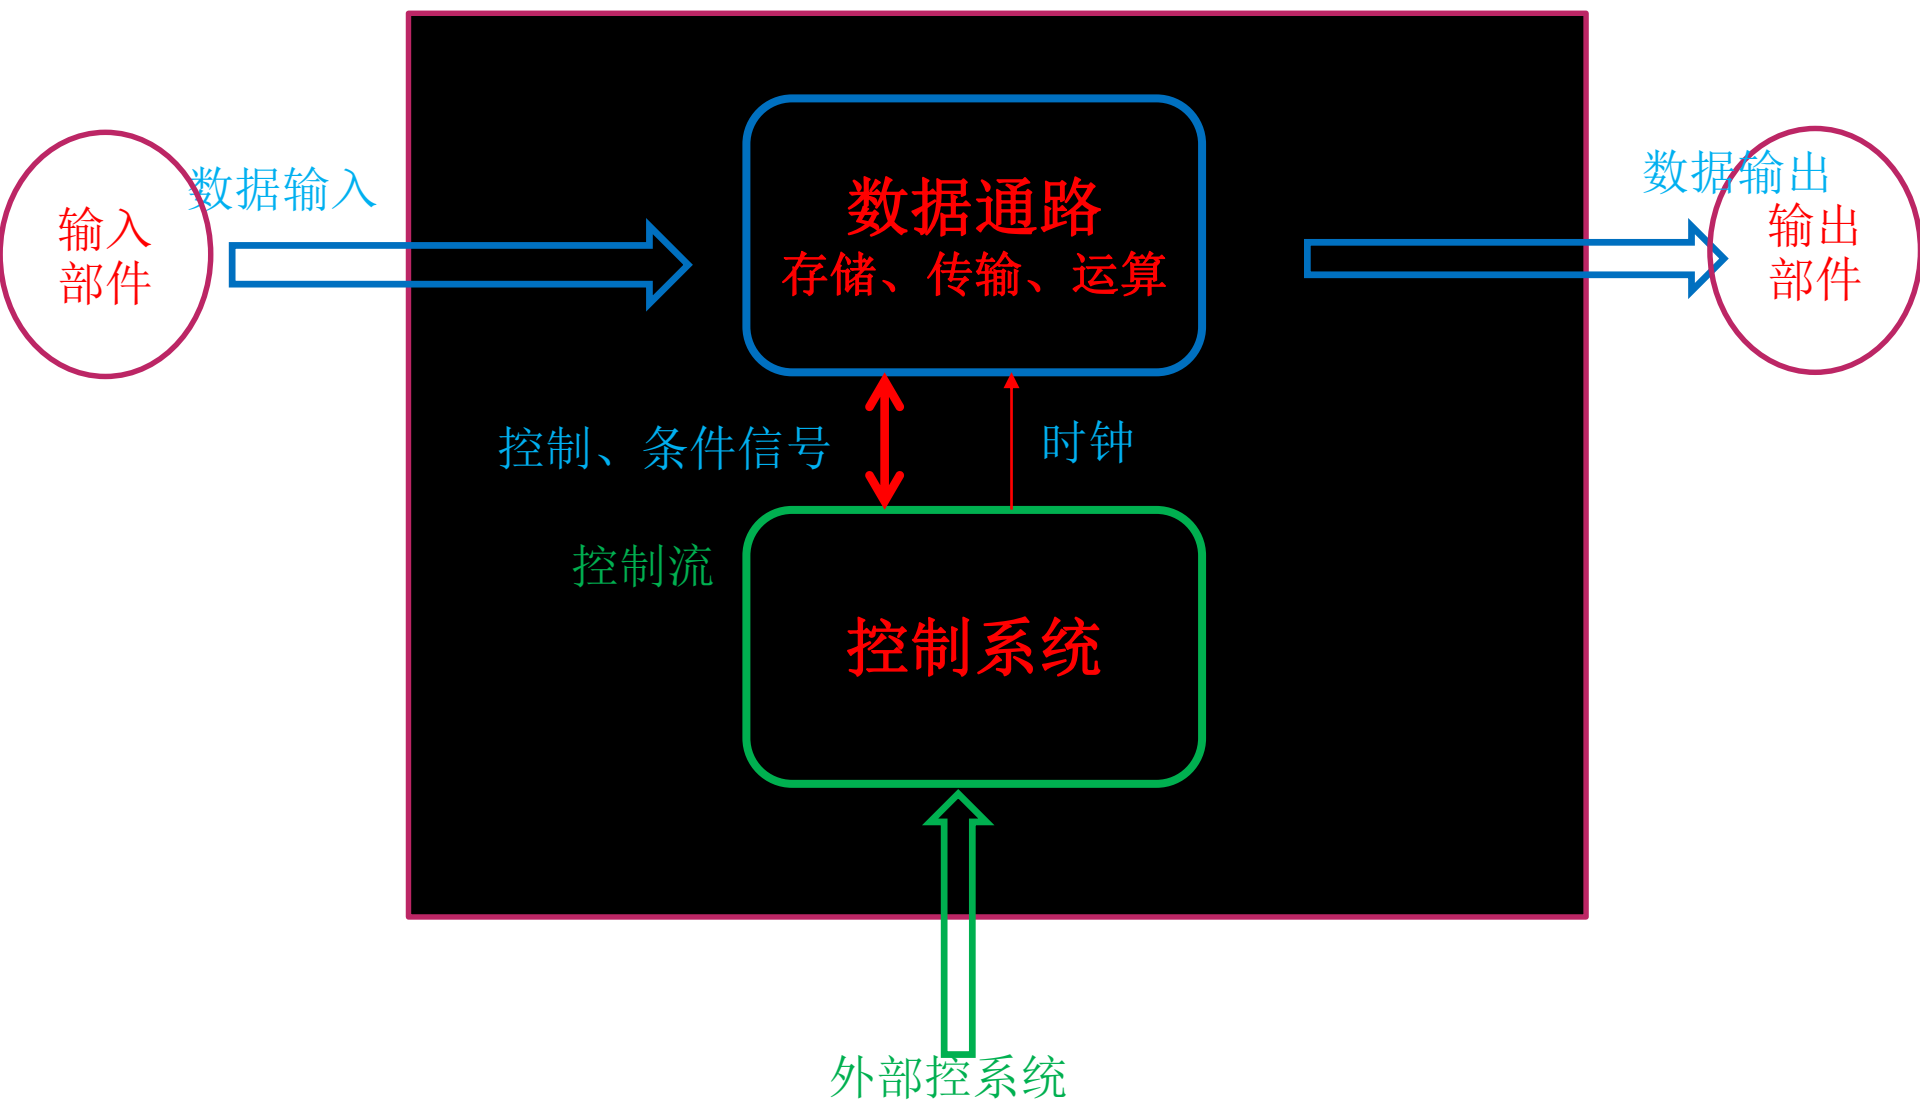 数据输入
输入
部件
数据通路
存储、传输、运算
数据输出
输出
部件
控制、条件信号
时钟
控制流
控制系统
外部控系统